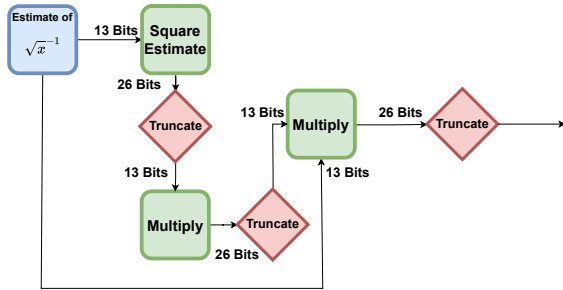 Estimate of
√x⁻¹
13 Bits
Square
Estimate
26 Bits
Truncate
13 Bits
Multiply
26 Bits
Truncate
13 Bits
Multiply
13 Bits
26 Bits
Truncate